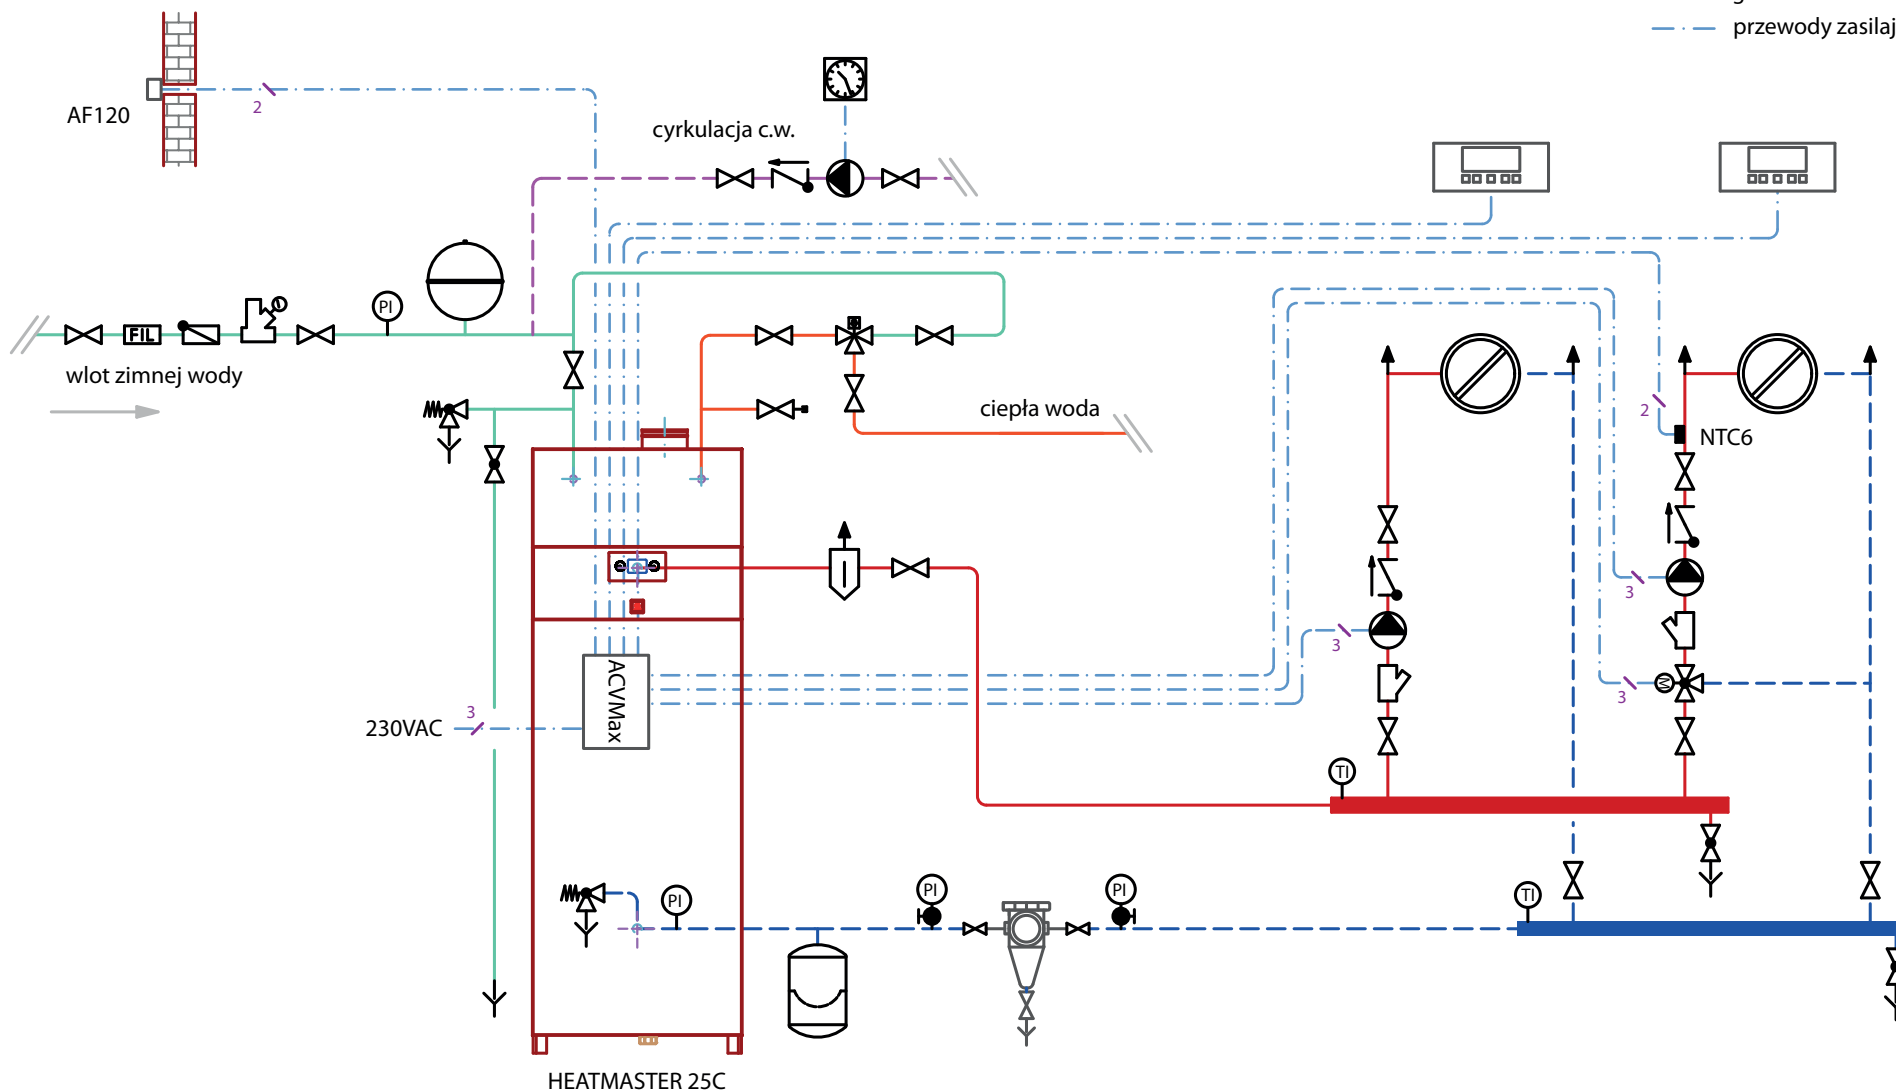 przewody zasilaj
AF120
2
cyrkulacja c.w.
PI
FIL
wlot zimnej wody
ciepła woda
2
NTC6
3
3
3
M
ACVMax
230VAC
3
TI
PI
PI
PI
TI
HEATMASTER 25C